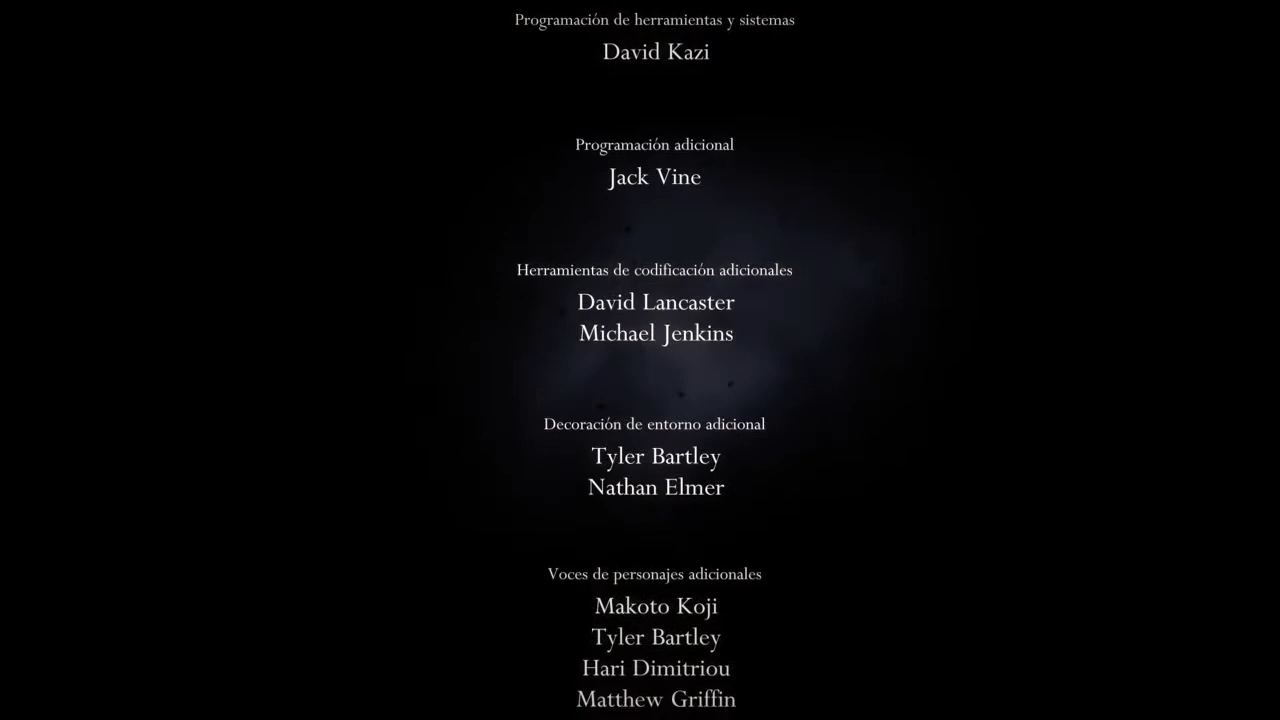 Programación de herramientas y sistemas
David Kazi
Programación adicional
Jack Vine
Herramientas de codificación adicionales
David Lancaster
Michael Jenkins
Decoración de entorno adicional
Tyler Bartley
Nathan Elmer
Voces de personajes adicionales
Makoto Koji
Tyler Bartley
Hari Dimitriou
Matthew Griffin